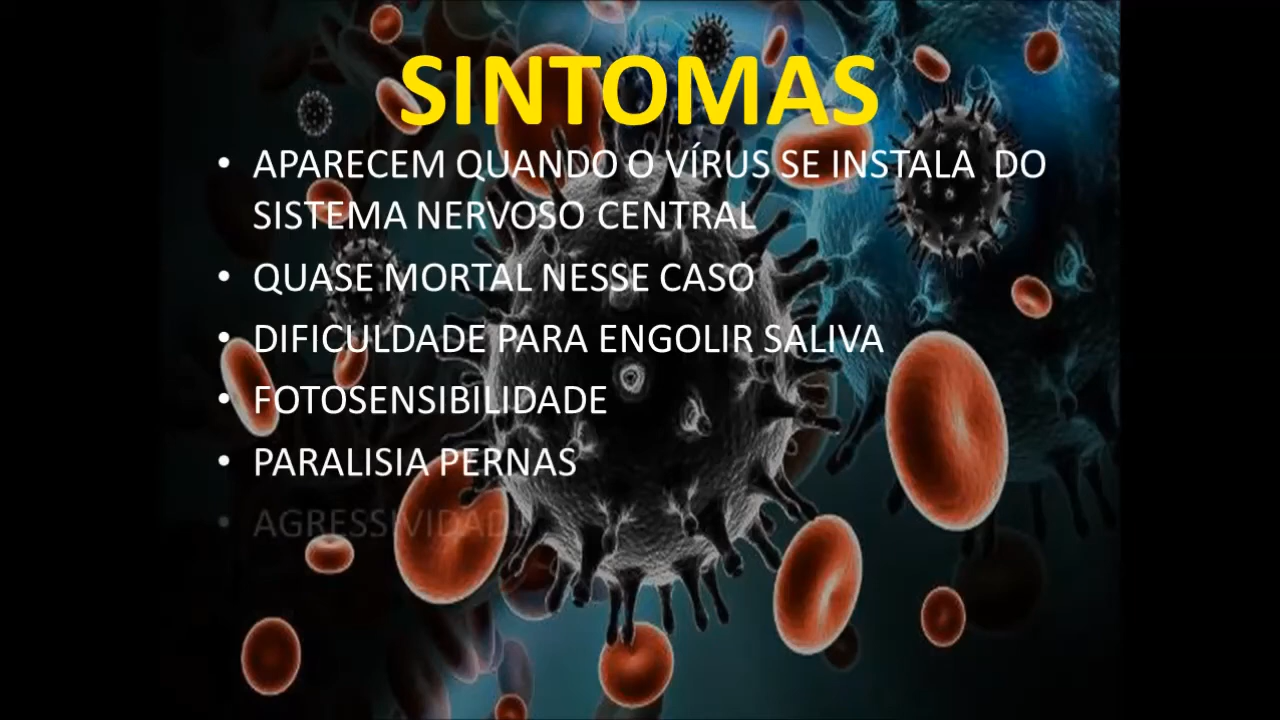 SINTOMAS
• APARECEM QUANDO O VÍRUS SE INSTALA DO
SISTEMA NERVOSO CENTRAL
• QUASE MORTAL NESSE CASO
• DIFICULDADE PARA ENGOLIR SALIVA
• FOTOSENSIBILIDADE
• PARALISIA PERNAS
• AGRESSIVIDADE